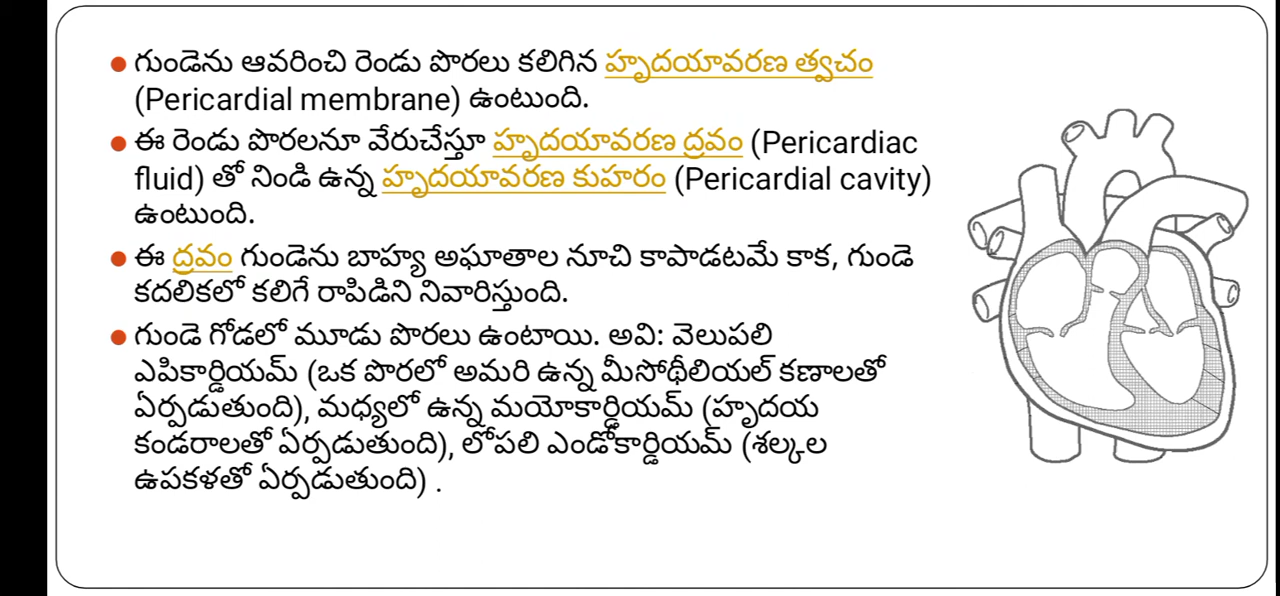 గుండెను ఆవరించి రెండు పొరలు కలిగిన హృదయావరణ త్వచం
(Pericardial membrane) ఉంటుంది.
ఈ రెండు పొరలనూ వేరుచేస్తూ హృదయావరణ ద్రవం (Pericardiac
fluid) తో నిండి ఉన్న హృదయావరణ కుహరం (Pericardial cavity)
ఉంటుంది.
ఈ ద్రవం గుండెను బాహ్య అఘాతాల నూచి కాపాడటమే కాక, గుండె
కదలికలో కలిగే రాపిడిని నివారిస్తుంది.
గుండె గోడలో మూడు పొరలు ఉంటాయి. అవి: వెలుపలి
ఎపికార్డియమ్ (ఒక పొరలో అమరి ఉన్న మీసోథీలియల్ కణాలతో
ఏర్పడుతుంది), మధ్యలో ఉన్న మయోకార్డియమ్ (హృదయ
కండరాలతో ఏర్పడుతుంది), లోపలి ఎండోకార్డియమ్ (శల్కల
ఉపకళతో ఏర్పడుతుంది) .